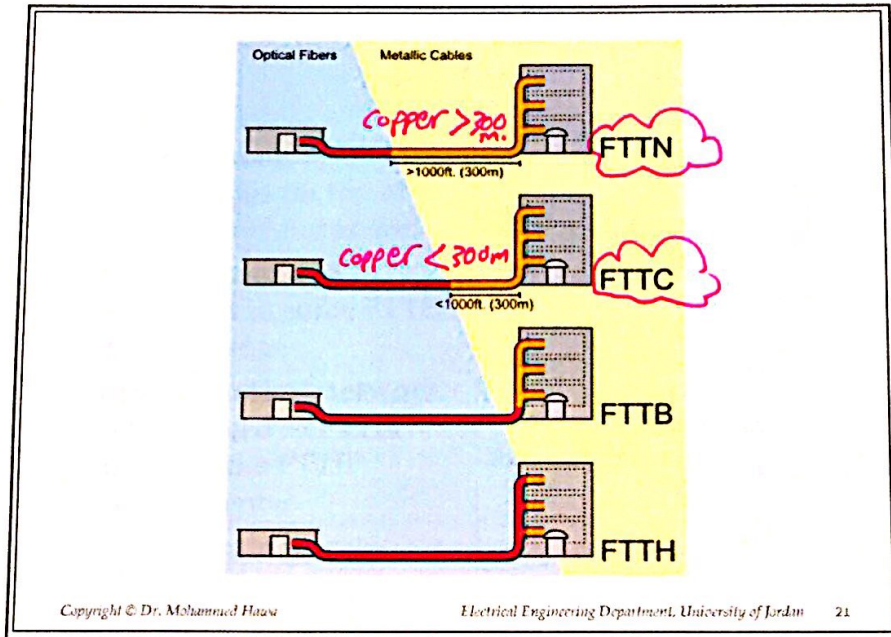 Optical Fibers Metallic Cables
copper >300
m.
FTTN
>1000ft. (300m)
copper < 300m
FTTC
<1000ft. (300m)
FTTB
FTTH
Copyright © Dr. Mohammed Hawa Electrical Engineering Department, University of Jordan 21